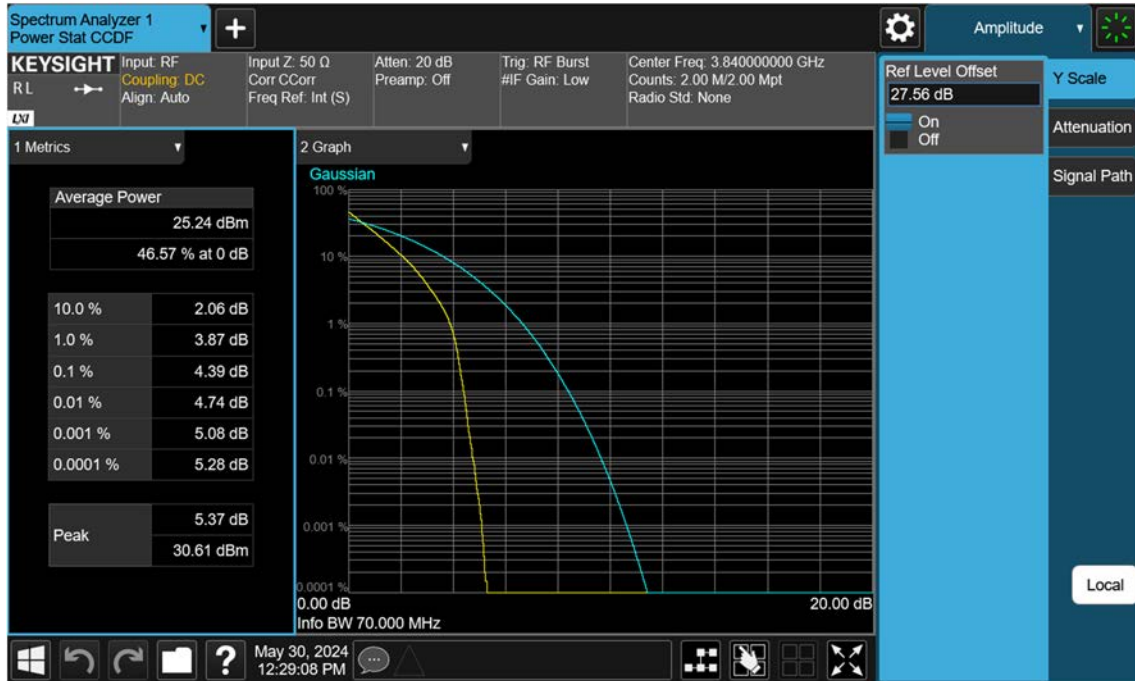 Spectrum Analyzer 1
Power Stat CCDF
+
Amplitude
KEYSIGHT
R L
LXI
Input: RF
Coupling: DC
Align: Auto
Input Z: 50 Ω
Corr CCorr
Freq Ref: Int (S)
Atten: 20 dB
Preamp: Off
Trig: RF Burst
#IF Gain: Low
Center Freq: 3.840000000 GHz
Counts: 2.00 M/2.00 Mpt
Radio Std: None
Ref Level Offset
27.56 dB
On
Off
Y Scale
Attenuation
Signal Path
1 Metrics
Average Power
25.24 dBm
46.57 % at 0 dB
10.0 % 2.06 dB
1.0 % 3.87 dB
0.1 % 4.39 dB
0.01 % 4.74 dB
0.001 % 5.08 dB
0.0001 % 5.28 dB
Peak
5.37 dB
30.61 dBm
2 Graph
Gaussian
100 %
10 %
1 %
0.1 %
0.01 %
0.001 %
0.0001 %
0.00 dB 20.00 dB
Info BW 70.000 MHz
Local
?
May 30, 2024
12:29:08 PM